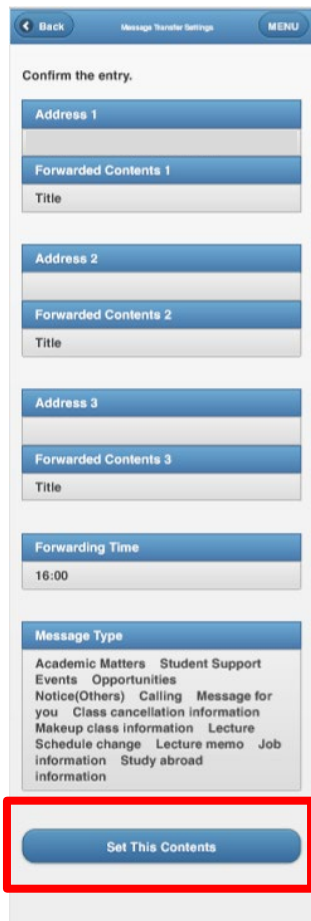 Back
Message Transfer Settings
MENU
Confirm the entry.
Address 1
Forwarded Contents 1
Title
Address 2
Forwarded Contents 2
Title
Address 3
Forwarded Contents 3
Title
Forwarding Time
16:00
Message Type
Academic Matters Student Support
Events Opportunities
Notice(Others) Calling Message for
you Class cancellation information
Makeup class information Lecture
Schedule change Lecture memo Job
information Study abroad
information
Set This Contents